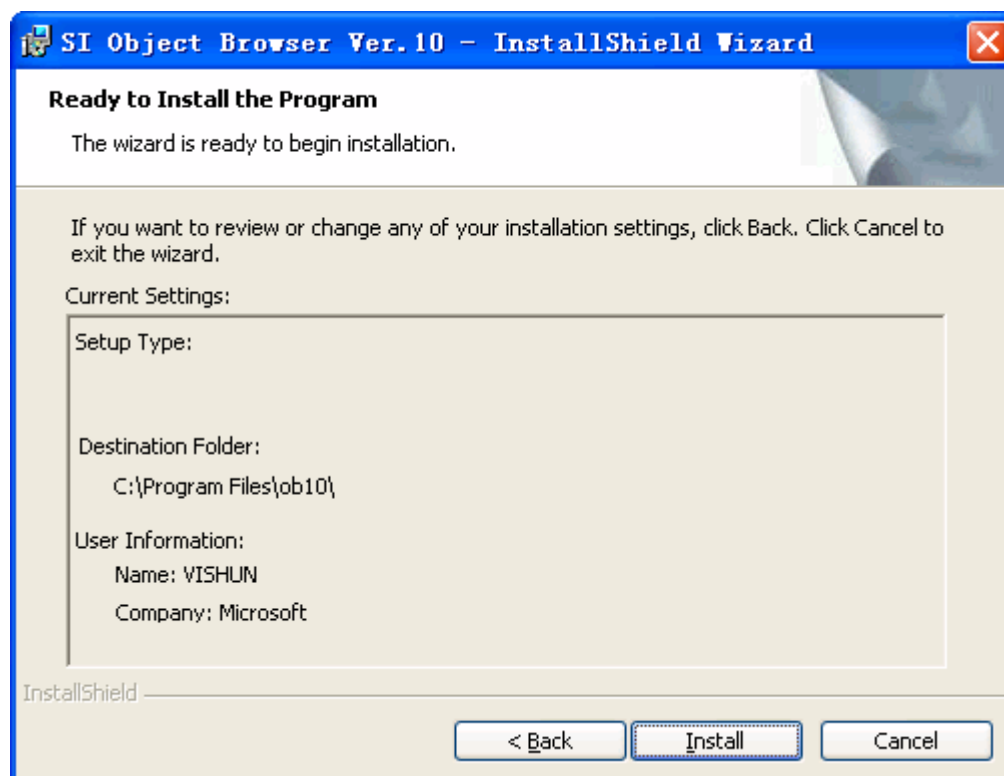 SI Object Browser Ver.10 - InstallShield Wizard
Ready to Install the Program
The wizard is ready to begin installation.
If you want to review or change any of your installation settings, click Back. Click Cancel to
exit the wizard.
Current Settings:
Setup Type:
Destination Folder:
C:\Program Files\ob10\
User Information:
Name: VISHUN
Company: Microsoft
InstallShield
< Back
Install
Cancel